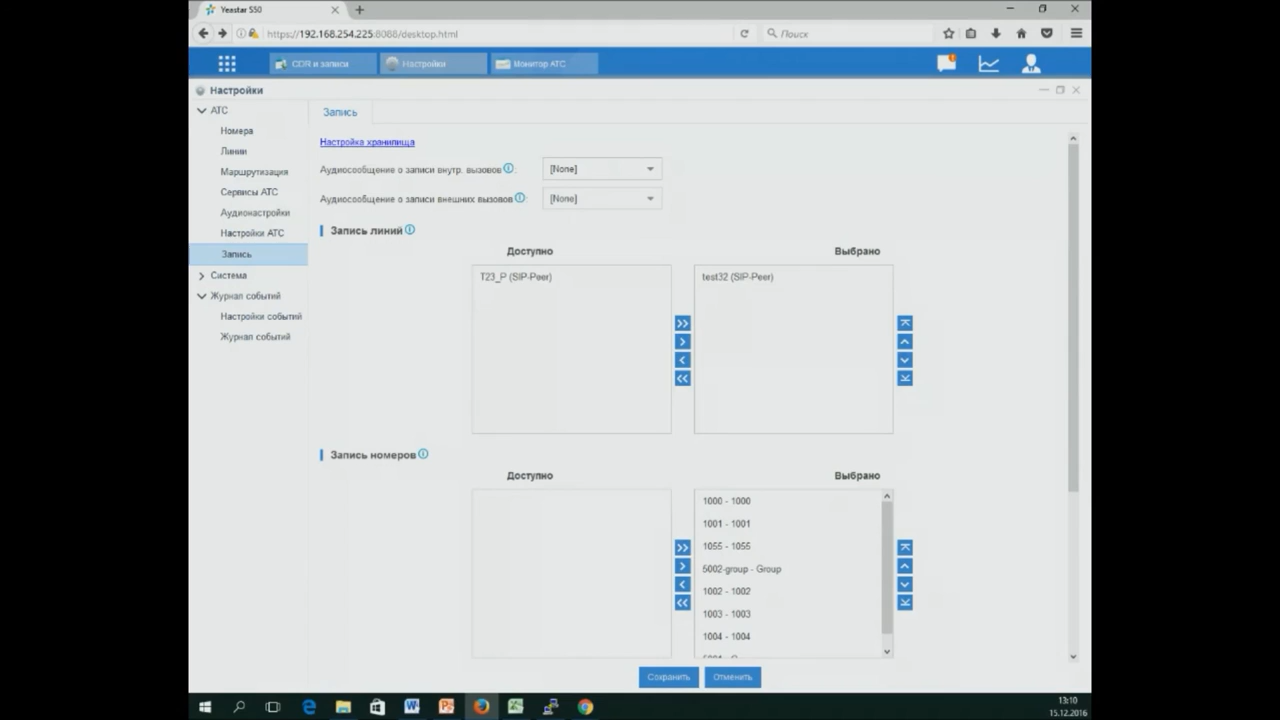 Yeastar S50
https://192.168.254.225:8088/desktop.html
Поиск
CDR и записи
Настройки
Монитор АТС
Настройки
АТС
Номера
Линии
Маршрутизация
Сервисы АТС
Аудионастройки
Настройки АТС
Запись
Система
Журнал событий
Настройки событий
Журнал событий
Запись
Настройка хранилища
Аудиосообщение о записи внутр. вызовов
[None]
Аудиосообщение о записи внешних вызовов
[None]
Запись линий
Доступно
Выбрано
T23_P (SIP-Peer)
test32 (SIP-Peer)
Запись номеров
Доступно
Выбрано
1000 - 1000
1001 - 1001
1055 - 1055
5002-group - Group
1002 - 1002
1003 - 1003
1004 - 1004
Сохранить
Отменить
13:10
15.12.2016